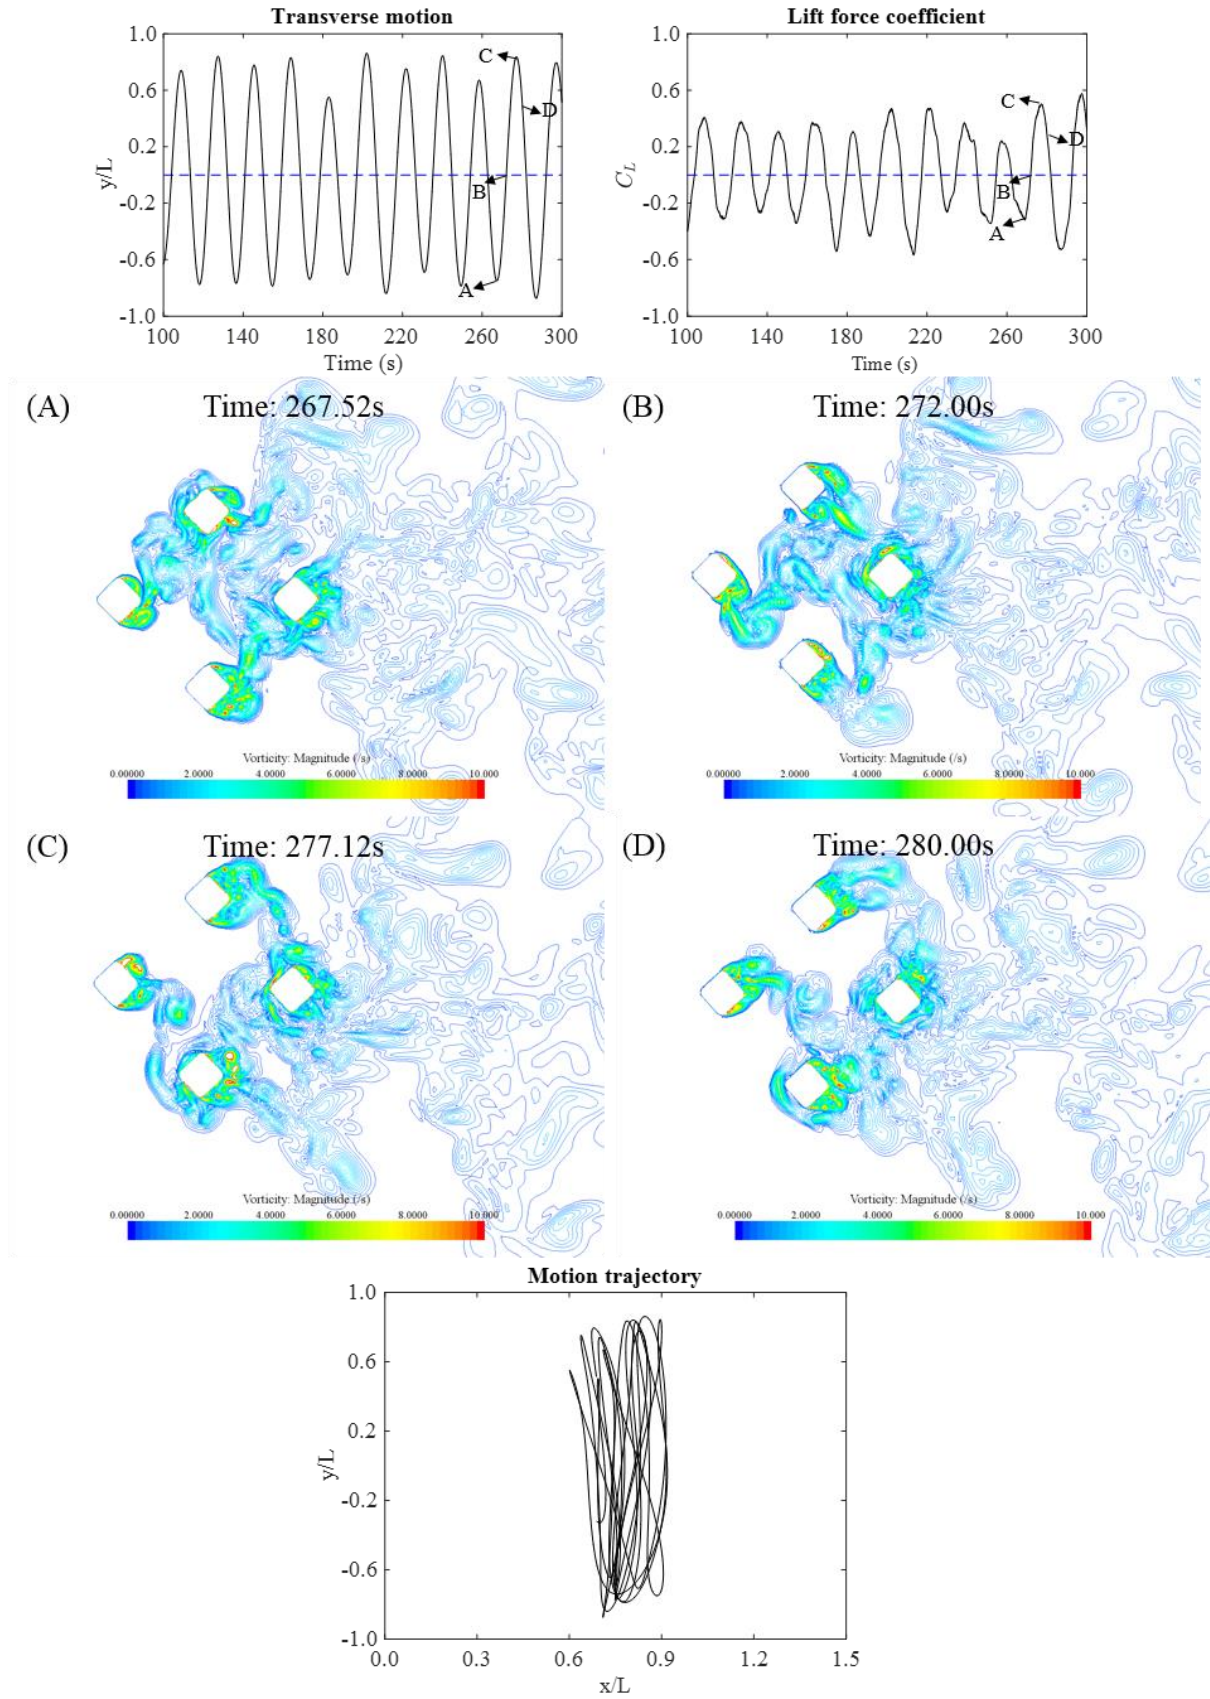 Transverse motion
1.0
0.6
0.2
-0.2
-0.6
-1.0
y/L
C
D
B
A
100 140 180 220 260 300
Time (s)
Lift force coefficient
1.0
0.6
0.2
-0.2
-0.6
-1.0
C_L
C
D
B
A
100 140 180 220 260 300
Time (s)
(A) Time: 267.52s
Vorticity: Magnitude (/s)
0.00000 2.0000 4.0000 6.0000 8.0000 10.000
(B) Time: 272.00s
Vorticity: Magnitude (/s)
0.00000 2.0000 4.0000 6.0000 8.0000 10.000
(C) Time: 277.12s
Vorticity: Magnitude (/s)
0.00000 2.0000 4.0000 6.0000 8.0000 10.000
(D) Time: 280.00s
Vorticity: Magnitude (/s)
0.00000 2.0000 4.0000 6.0000 8.0000 10.000
Motion trajectory
1.0
0.6
0.2
-0.2
-0.6
-1.0
y/L
0.0 0.3 0.6 0.9 1.2 1.5
x/L